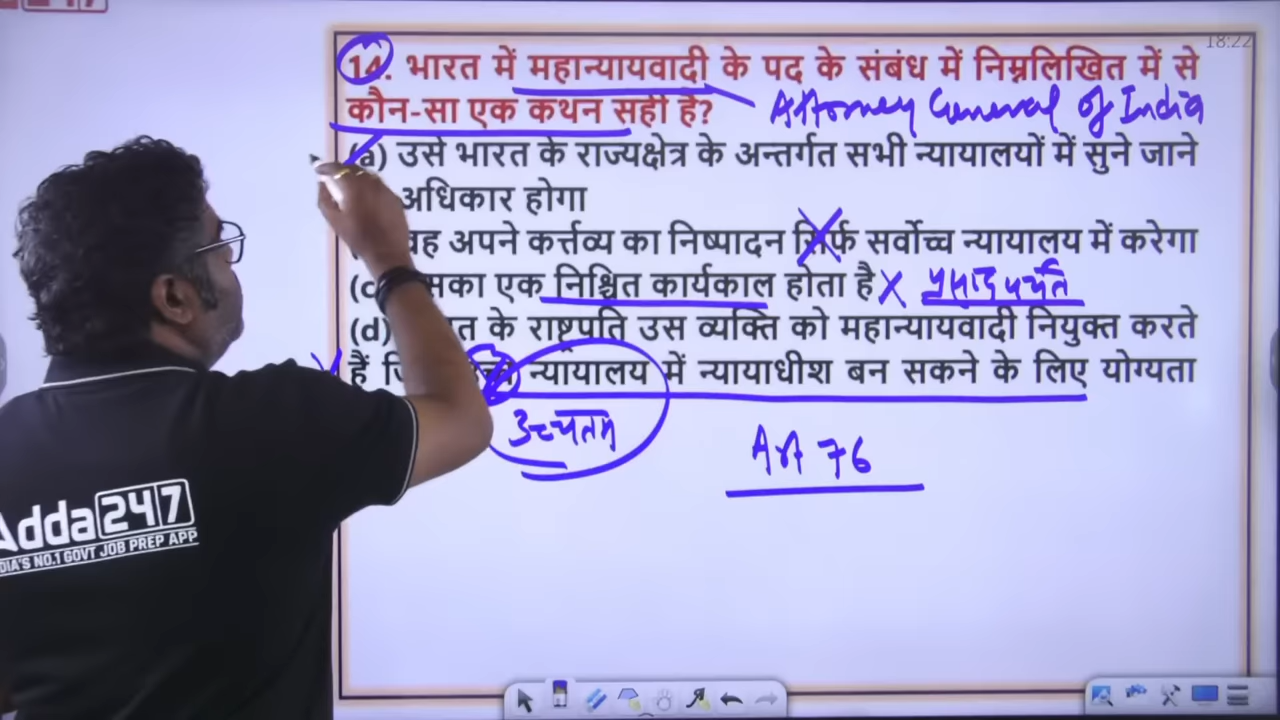 18:22
14. भारत में महान्यायवादी के पद के संबंध में निम्नलिखित में से
कौन-सा एक कथन सही है?
Attorney General of India
(a) उसे भारत के राज्यक्षेत्र के अन्तर्गत सभी न्यायालयों में सुने जाने
अधिकार होगा
वह अपने कर्त्तव्य का निष्पादन सिर्फ सर्वोच्च न्यायालय में करेगा
(c) एक निश्चित कार्यकाल होता है
(d) के राष्ट्रपति उस व्यक्ति को महान्यायवादी नियुक्त करते
हैं न्यायालय में न्यायाधीश बन सकने के लिए योग्यता
उच्चतम
Art 76
Adda247
INDIA'S NO.1 GOVT JOB PREP APP